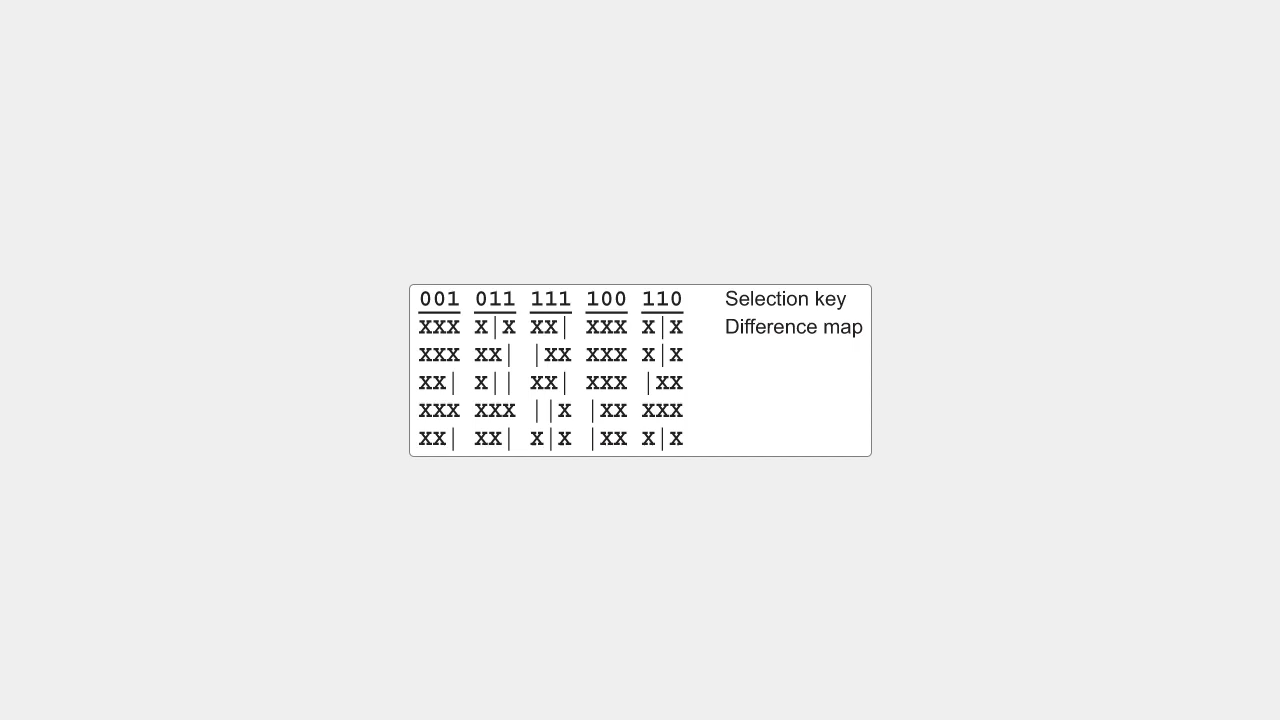 001 011 111 100 110 Selection key
xxx x|x xx| xxx x|x Difference map
xxx xx| |xx xxx x|x
xx| x|| xx| xxx |xx
xxx xxx ||x |xx xxx
xx| xx| x|x |xx x|x